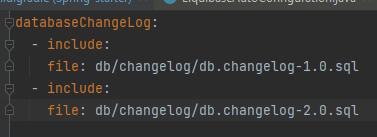 databaseChangeLog:
  - include:
    file: db/changelog/db.changelog-1.0.sql
  - include:
    file: db/changelog/db.changelog-2.0.sql